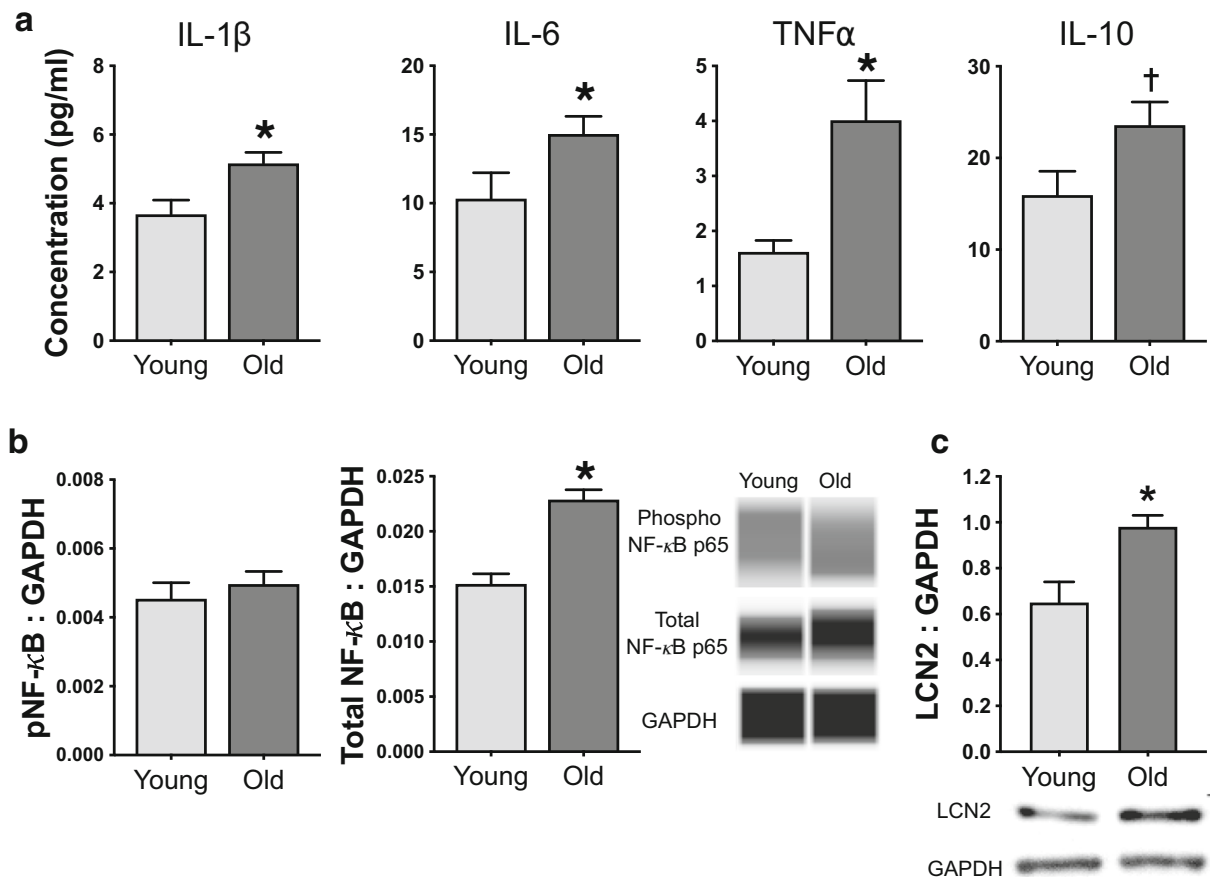 a
IL-1β
IL-6
TNFα
IL-10
Concentration (pg/ml)
8
6
4
2
0
Young Old
20
15
10
5
0
Young Old
5
4
3
2
1
0
Young Old
30
20
10
0
Young Old
*
*
*
†
b
pNF-κB : GAPDH
0.008
0.006
0.004
0.002
0.000
Young Old
Total NF-κB : GAPDH
0.025
0.020
0.015
0.010
0.005
0.000
*
Young Old
Young Old
Phospho
NF-κB p65
Total
NF-κB p65
GAPDH
c
LCN2 : GAPDH
1.2
1.0
0.8
0.6
0.4
0.2
0.0
*
Young Old
LCN2
GAPDH